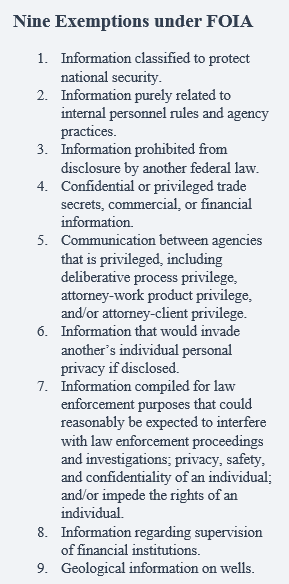 Nine Exemptions under FOIA
1. Information classified to protect
national security.
2. Information purely related to
internal personnel rules and agency
practices.
3. Information prohibited from
disclosure by another federal law.
4. Confidential or privileged trade
secrets, commercial, or financial
information.
5. Communication between agencies
that is privileged, including
deliberative process privilege,
attorney-work product privilege,
and/or attorney-client privilege.
6. Information that would invade
another's individual personal
privacy if disclosed.
7. Information compiled for law
enforcement purposes that could
reasonably be expected to interfere
with law enforcement proceedings
and investigations; privacy, safety,
and confidentiality of an individual;
and/or impede the rights of an
individual.
8. Information regarding supervision
of financial institutions.
9. Geological information on wells.